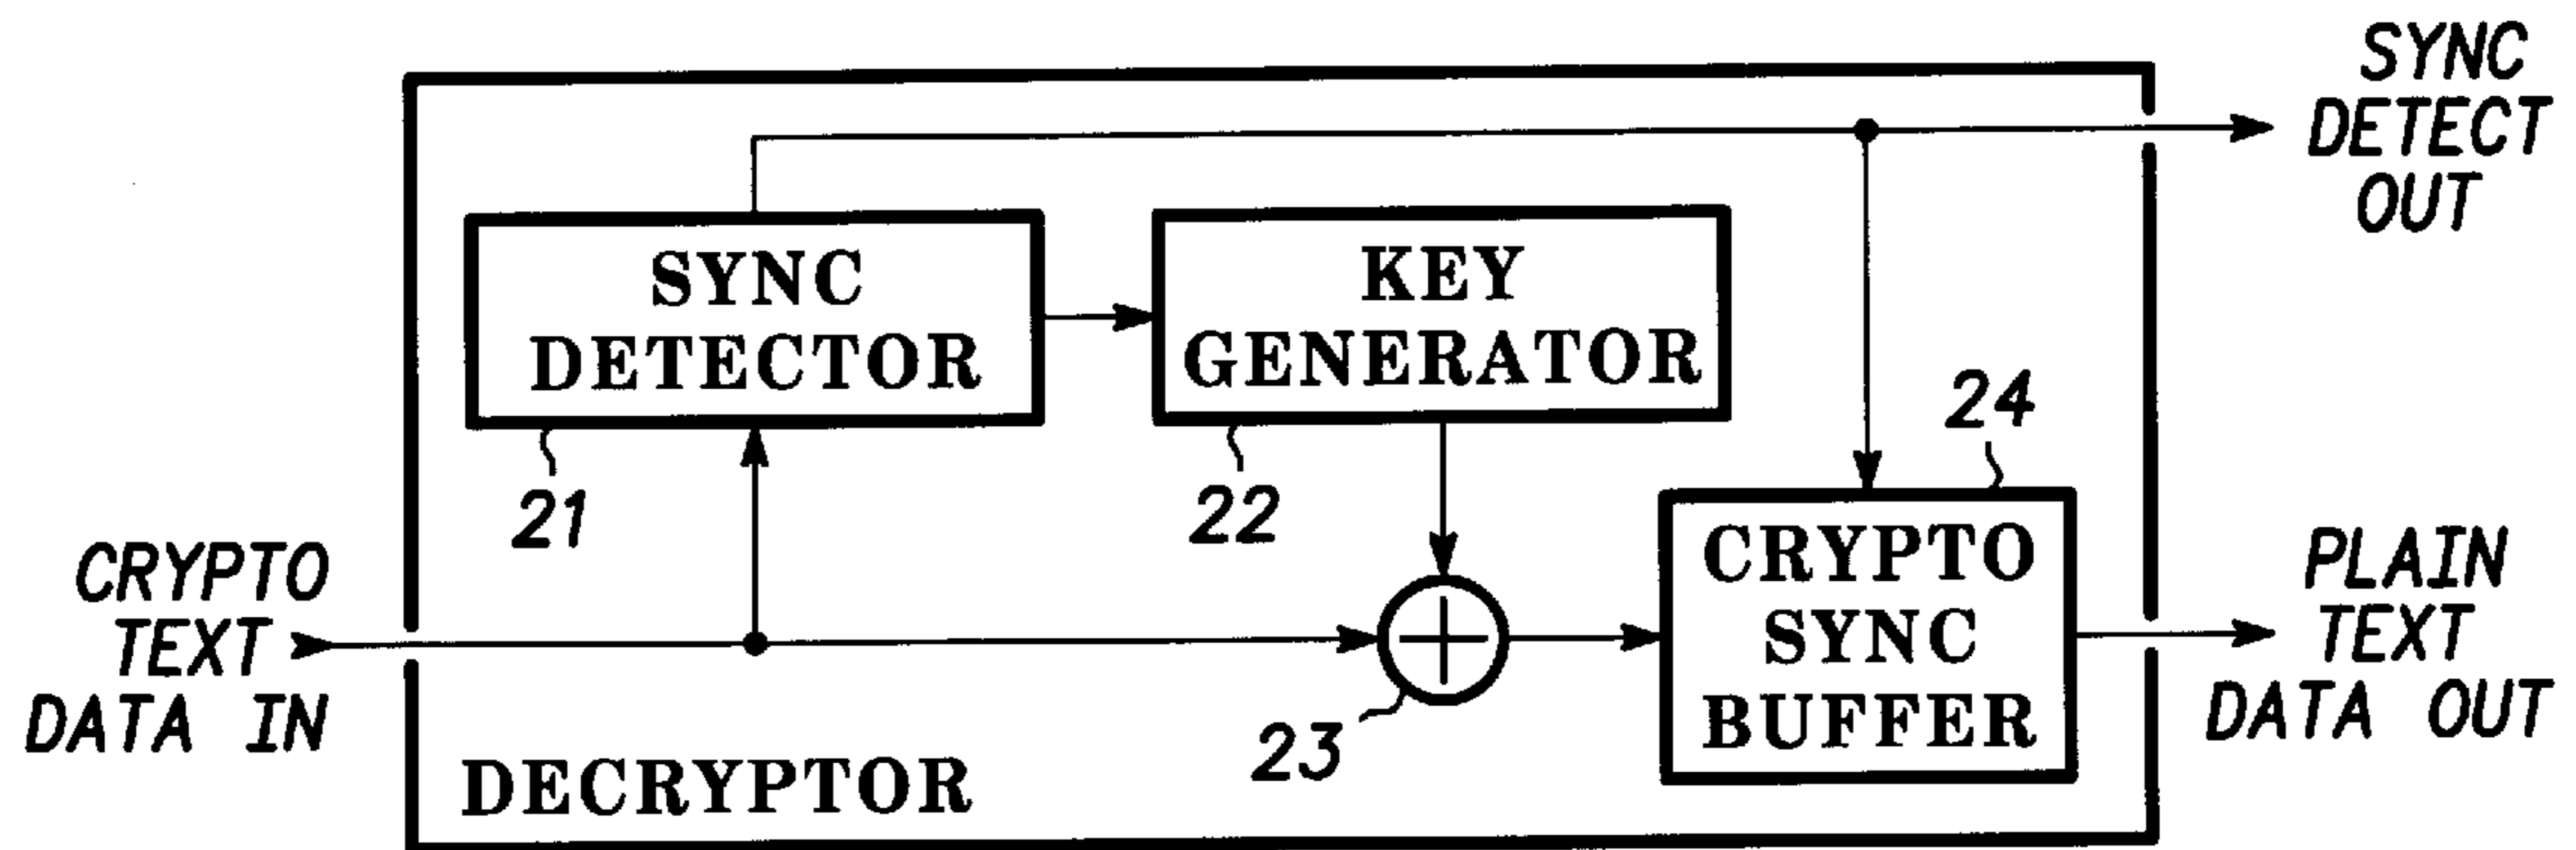 SYNC
DETECT
OUT
SYNC
DETECTOR
KEY
GENERATOR
21
22
24
CRYPTO
TEXT
DATA IN
CRYPTO
SYNC
BUFFER
PLAIN
TEXT
DATA OUT
23
DECRYPTOR